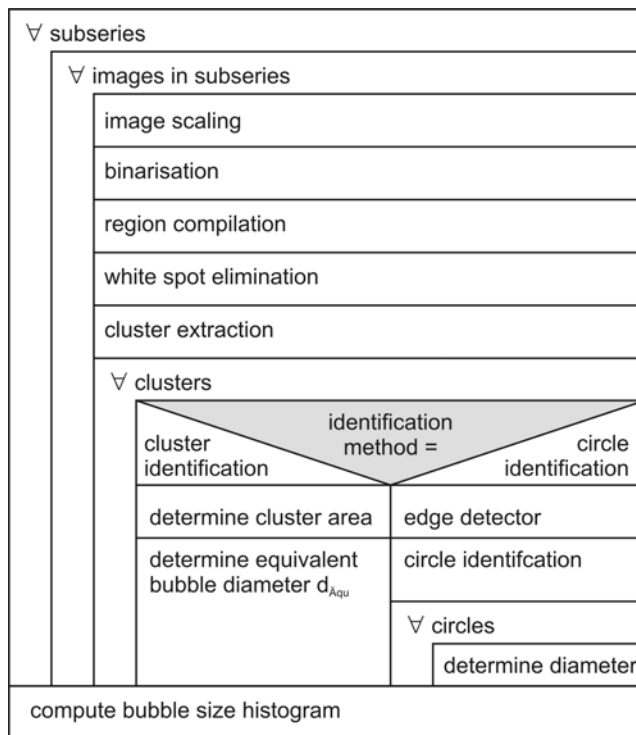 ∀ subseries
∀ images in subseries
image scaling
binarisation
region compilation
white spot elimination
cluster extraction
∀ clusters
identification
method =
cluster
identification
circle
identification
determine cluster area
edge detector
determine equivalent
bubble diameter d_Äqu
circle identifcation
∀ circles
determine diameter
compute bubble size histogram